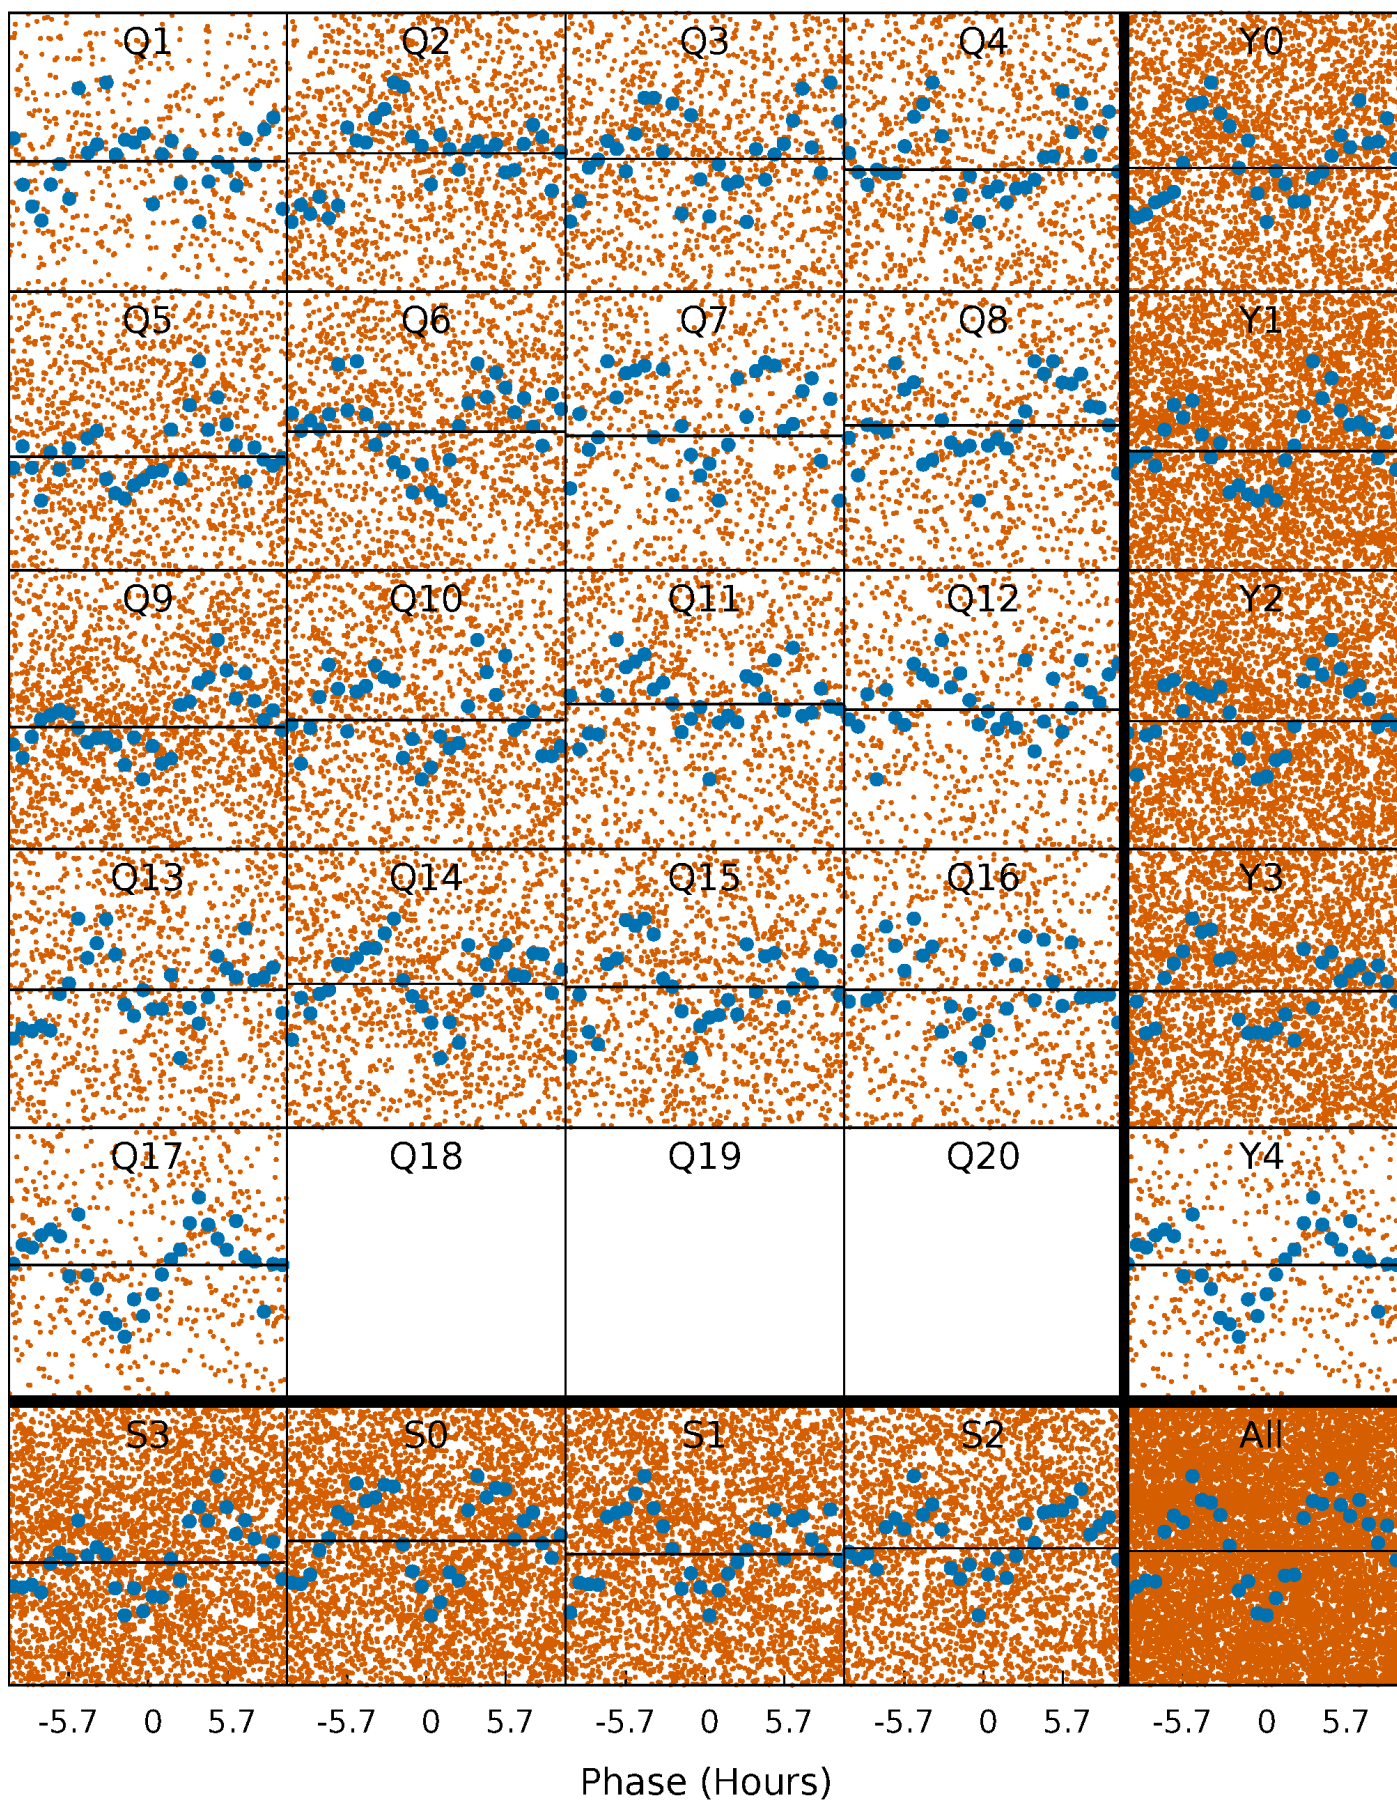 Q1 Q2 Q3 Q4 Y0
Q5 Q6 Q7 Q8 Y1
Q9 Q10 Q11 Q12 Y2
Q13 Q14 Q15 Q16 Y3
Q17 Q18 Q19 Q20 Y4
S3 S0 S1 S2 All
-5.7 0 5.7 -5.7 0 5.7 -5.7 0 5.7 -5.7 0 5.7 -5.7 0 5.7
Phase (Hours)